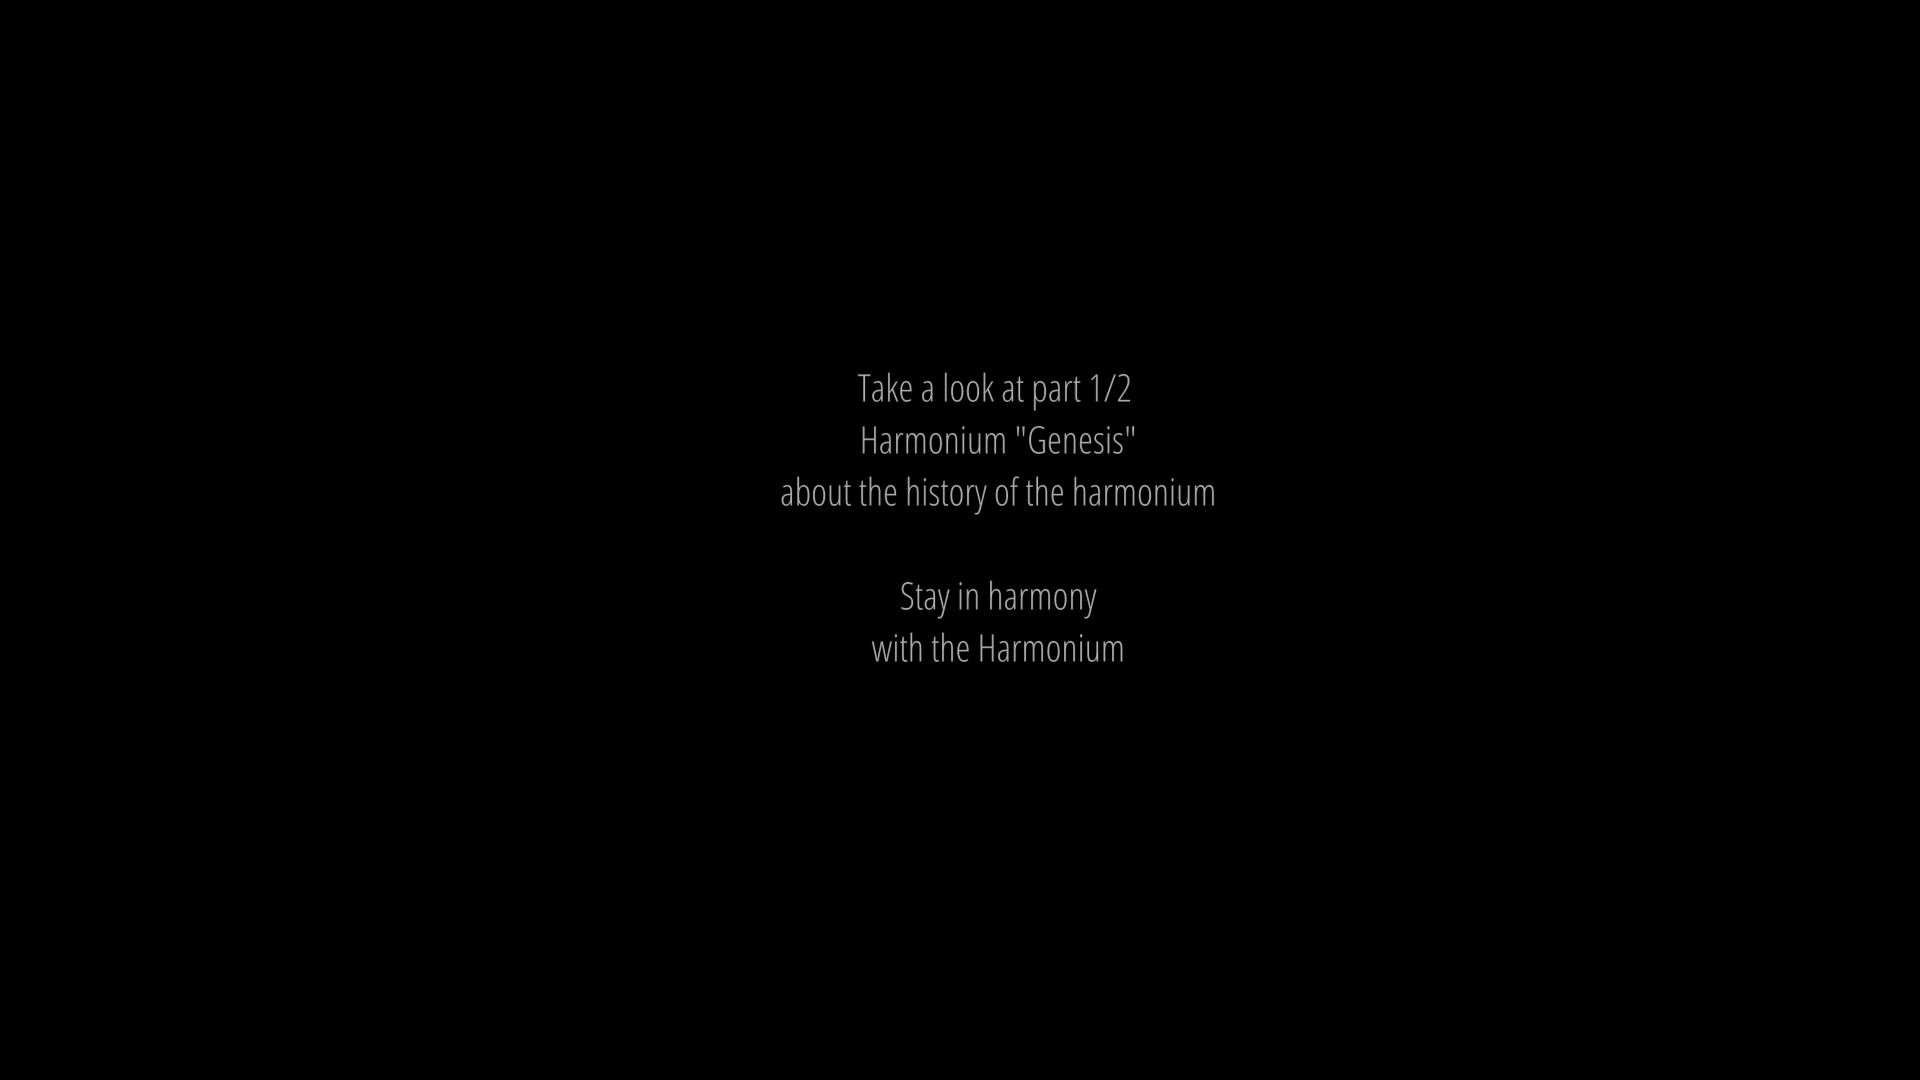 Take a look at part 1/2
Harmonium "Genesis"
about the history of the harmonium
Stay in harmony
with the Harmonium